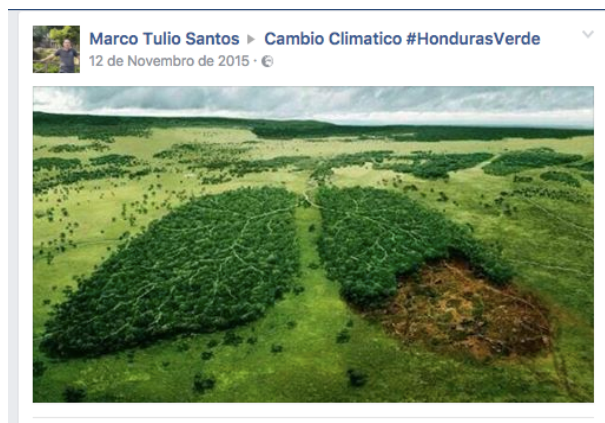 Marco Tulio Santos ▸ Cambio Climatico #HondurasVerde
12 de Novembro de 2015 ·